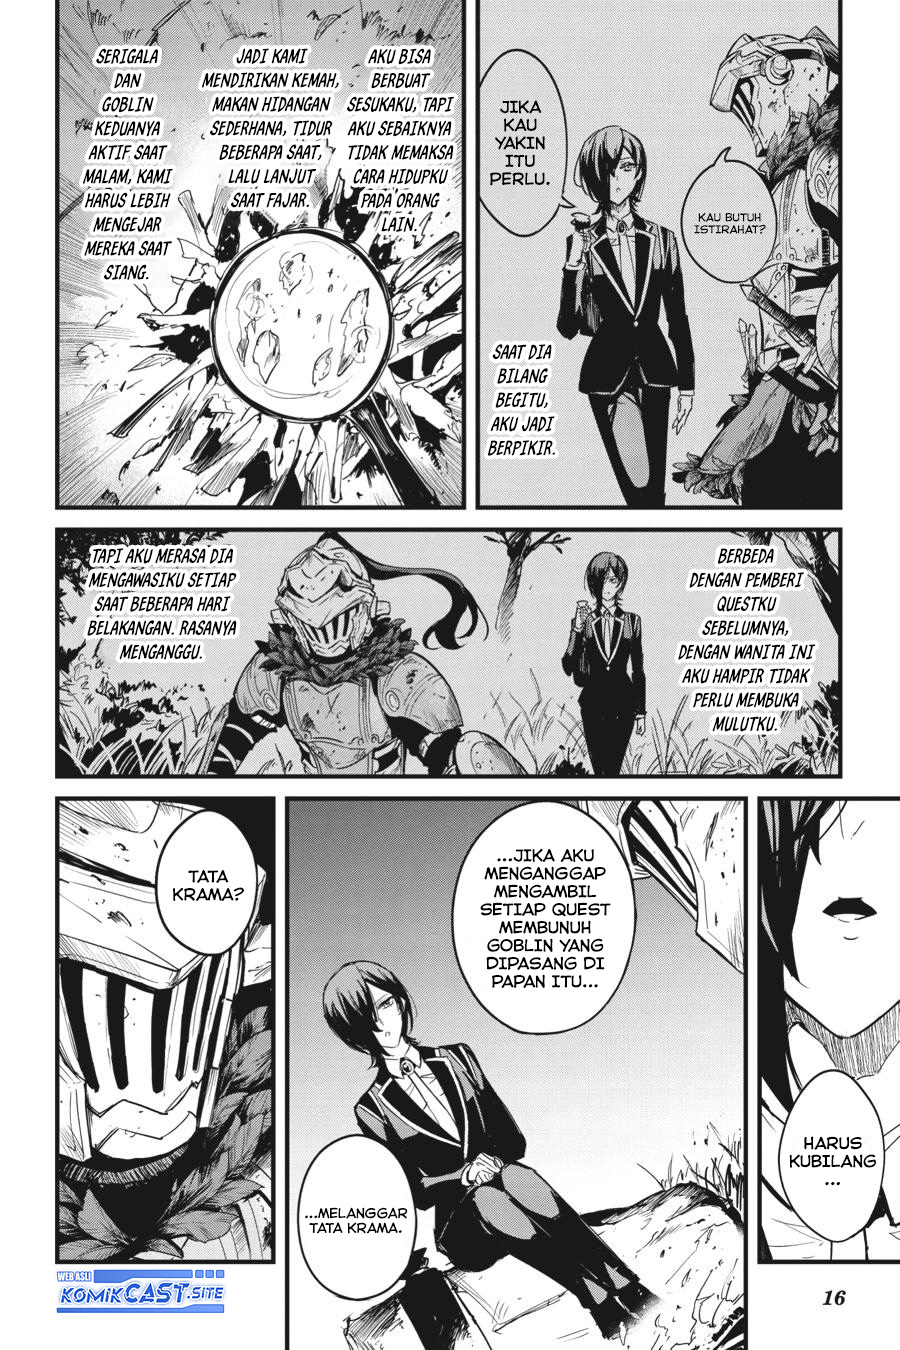 KAU BUTUH
ISTIRAHAT?
JIKA
KAU
YAKIN
ITU
PERLU.
SAAT DIA
BILANG
BEGITU,
AKU JADI
BERPIKIR.
AKU BISA
BERBUAT
SESUKAKU, TAPI
AKU SEBAIKNYA
TIDAK MEMAKSA
CARA HIDUPKU
PADA ORANG
LAIN.
JADI KAMI
MENDIRIKAN KEMAH,
MAKAN HIDANGAN
SEDERHANA, TIDUR
BEBERAPA SAAT,
LALU LANJUT
SAAT FAJAR.
SERIGALA
DAN
GOBLIN
KEDUANYA
AKTIF SAAT
MALAM, KAMI
HARUS LEBIH
MENGEJAR
MEREKA SAAT
SIANG.
BERBEDA
DENGAN PEMBERI
QUESTKU
SEBELUMNYA,
DENGAN WANITA INI
AKU HAMPIR TIDAK
PERLU MEMBUKA
MULUTKU.
TAPI AKU MERASA DIA
MENGAWASIKU SETIAP
SAAT BEBERAPA HARI
BELAKANGAN. RASANYA
MENGANGGU.
HARUS
KUBILANG
...
...JIKA AKU
MENGANGGAP
MENGAMBIL
SETIAP QUEST
MEMBUNUH
GOBLIN YANG
DIPASANG DI
PAPAN ITU...
...MELANGGAR
TATA KRAMA.
TATA
KRAMA?
WEB ASLI
KOMIKCAST.SITE
16